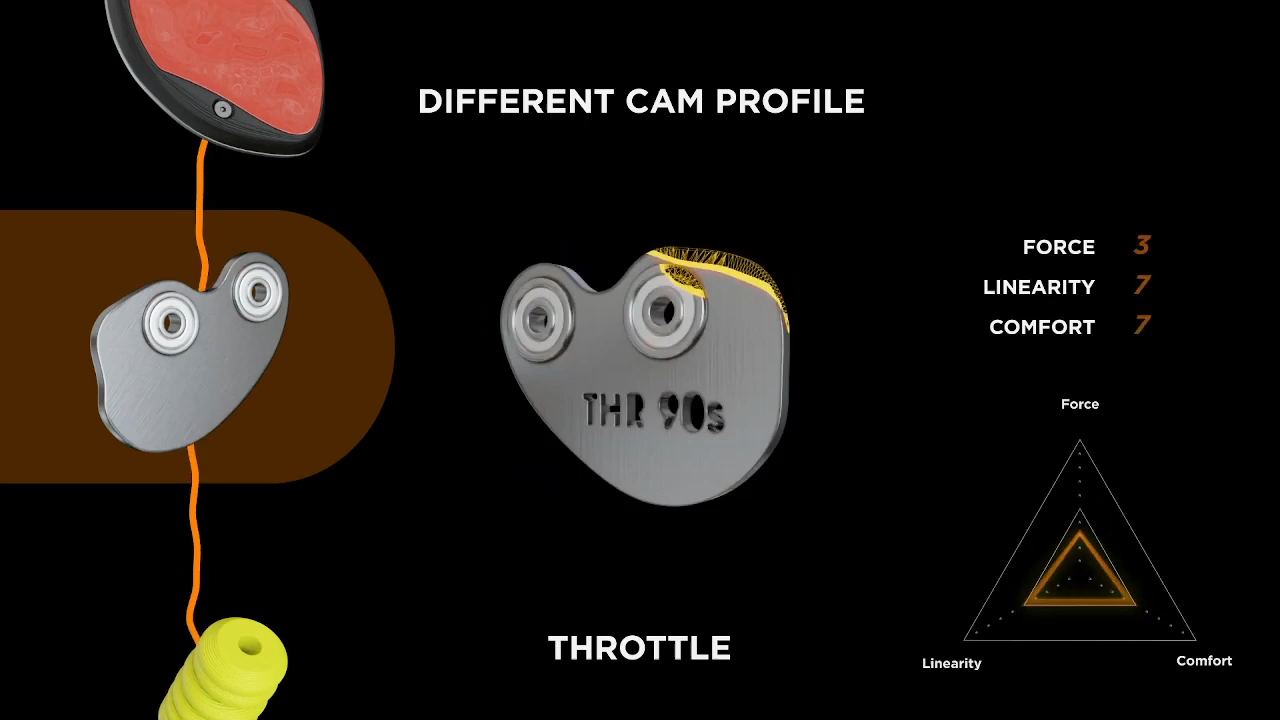 DIFFERENT CAM PROFILE
FORCE 3
LINEARITY 7
COMFORT 7
THR 90s
Force
Linearity
Comfort
THROTTLE